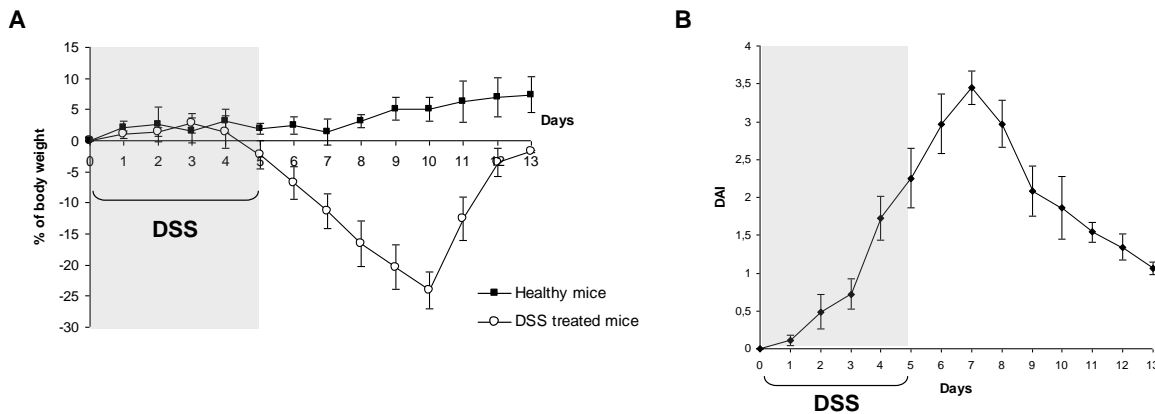 A
15
10
5
0
-5
-10
-15
-20
-25
-30
% of body weight
0 1 2 3 4 5 6 7 8 9 10 11 12 13
Days
DSS
Healthy mice
DSS treated mice
B
4
3,5
3
2,5
2
1,5
1
0,5
0
DAI
0 1 2 3 4 5 6 7 8 9 10 11 12 13
Days
DSS